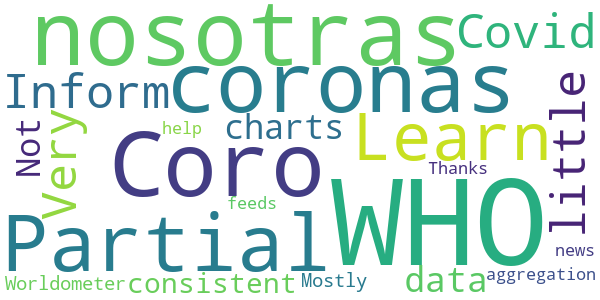 nosotras
Covid
Inform
coronas
little
Not
Very
help
charts
Learn
Coro
Thanks
WHO
feeds
Partial
news
Worldometer
consistent
Mostly
data
aggregation